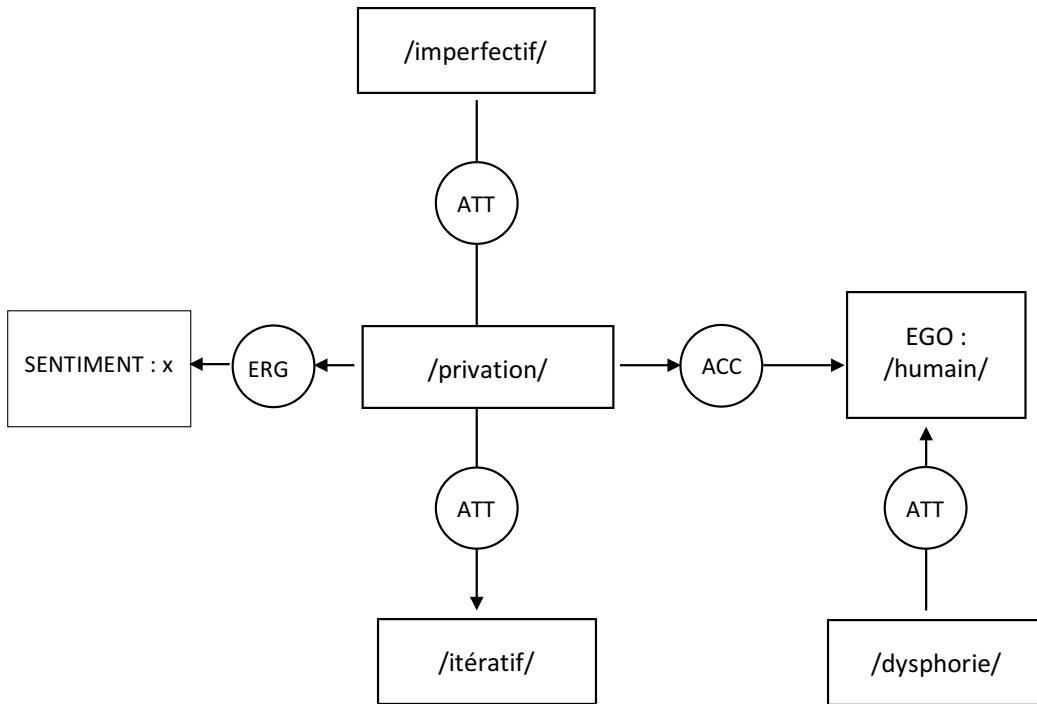 /imperfectif/
ATT
SENTIMENT : x
ERG
/privation/
ACC
EGO :
/humain/
ATT
ATT
/itératif/
/dysphorie/